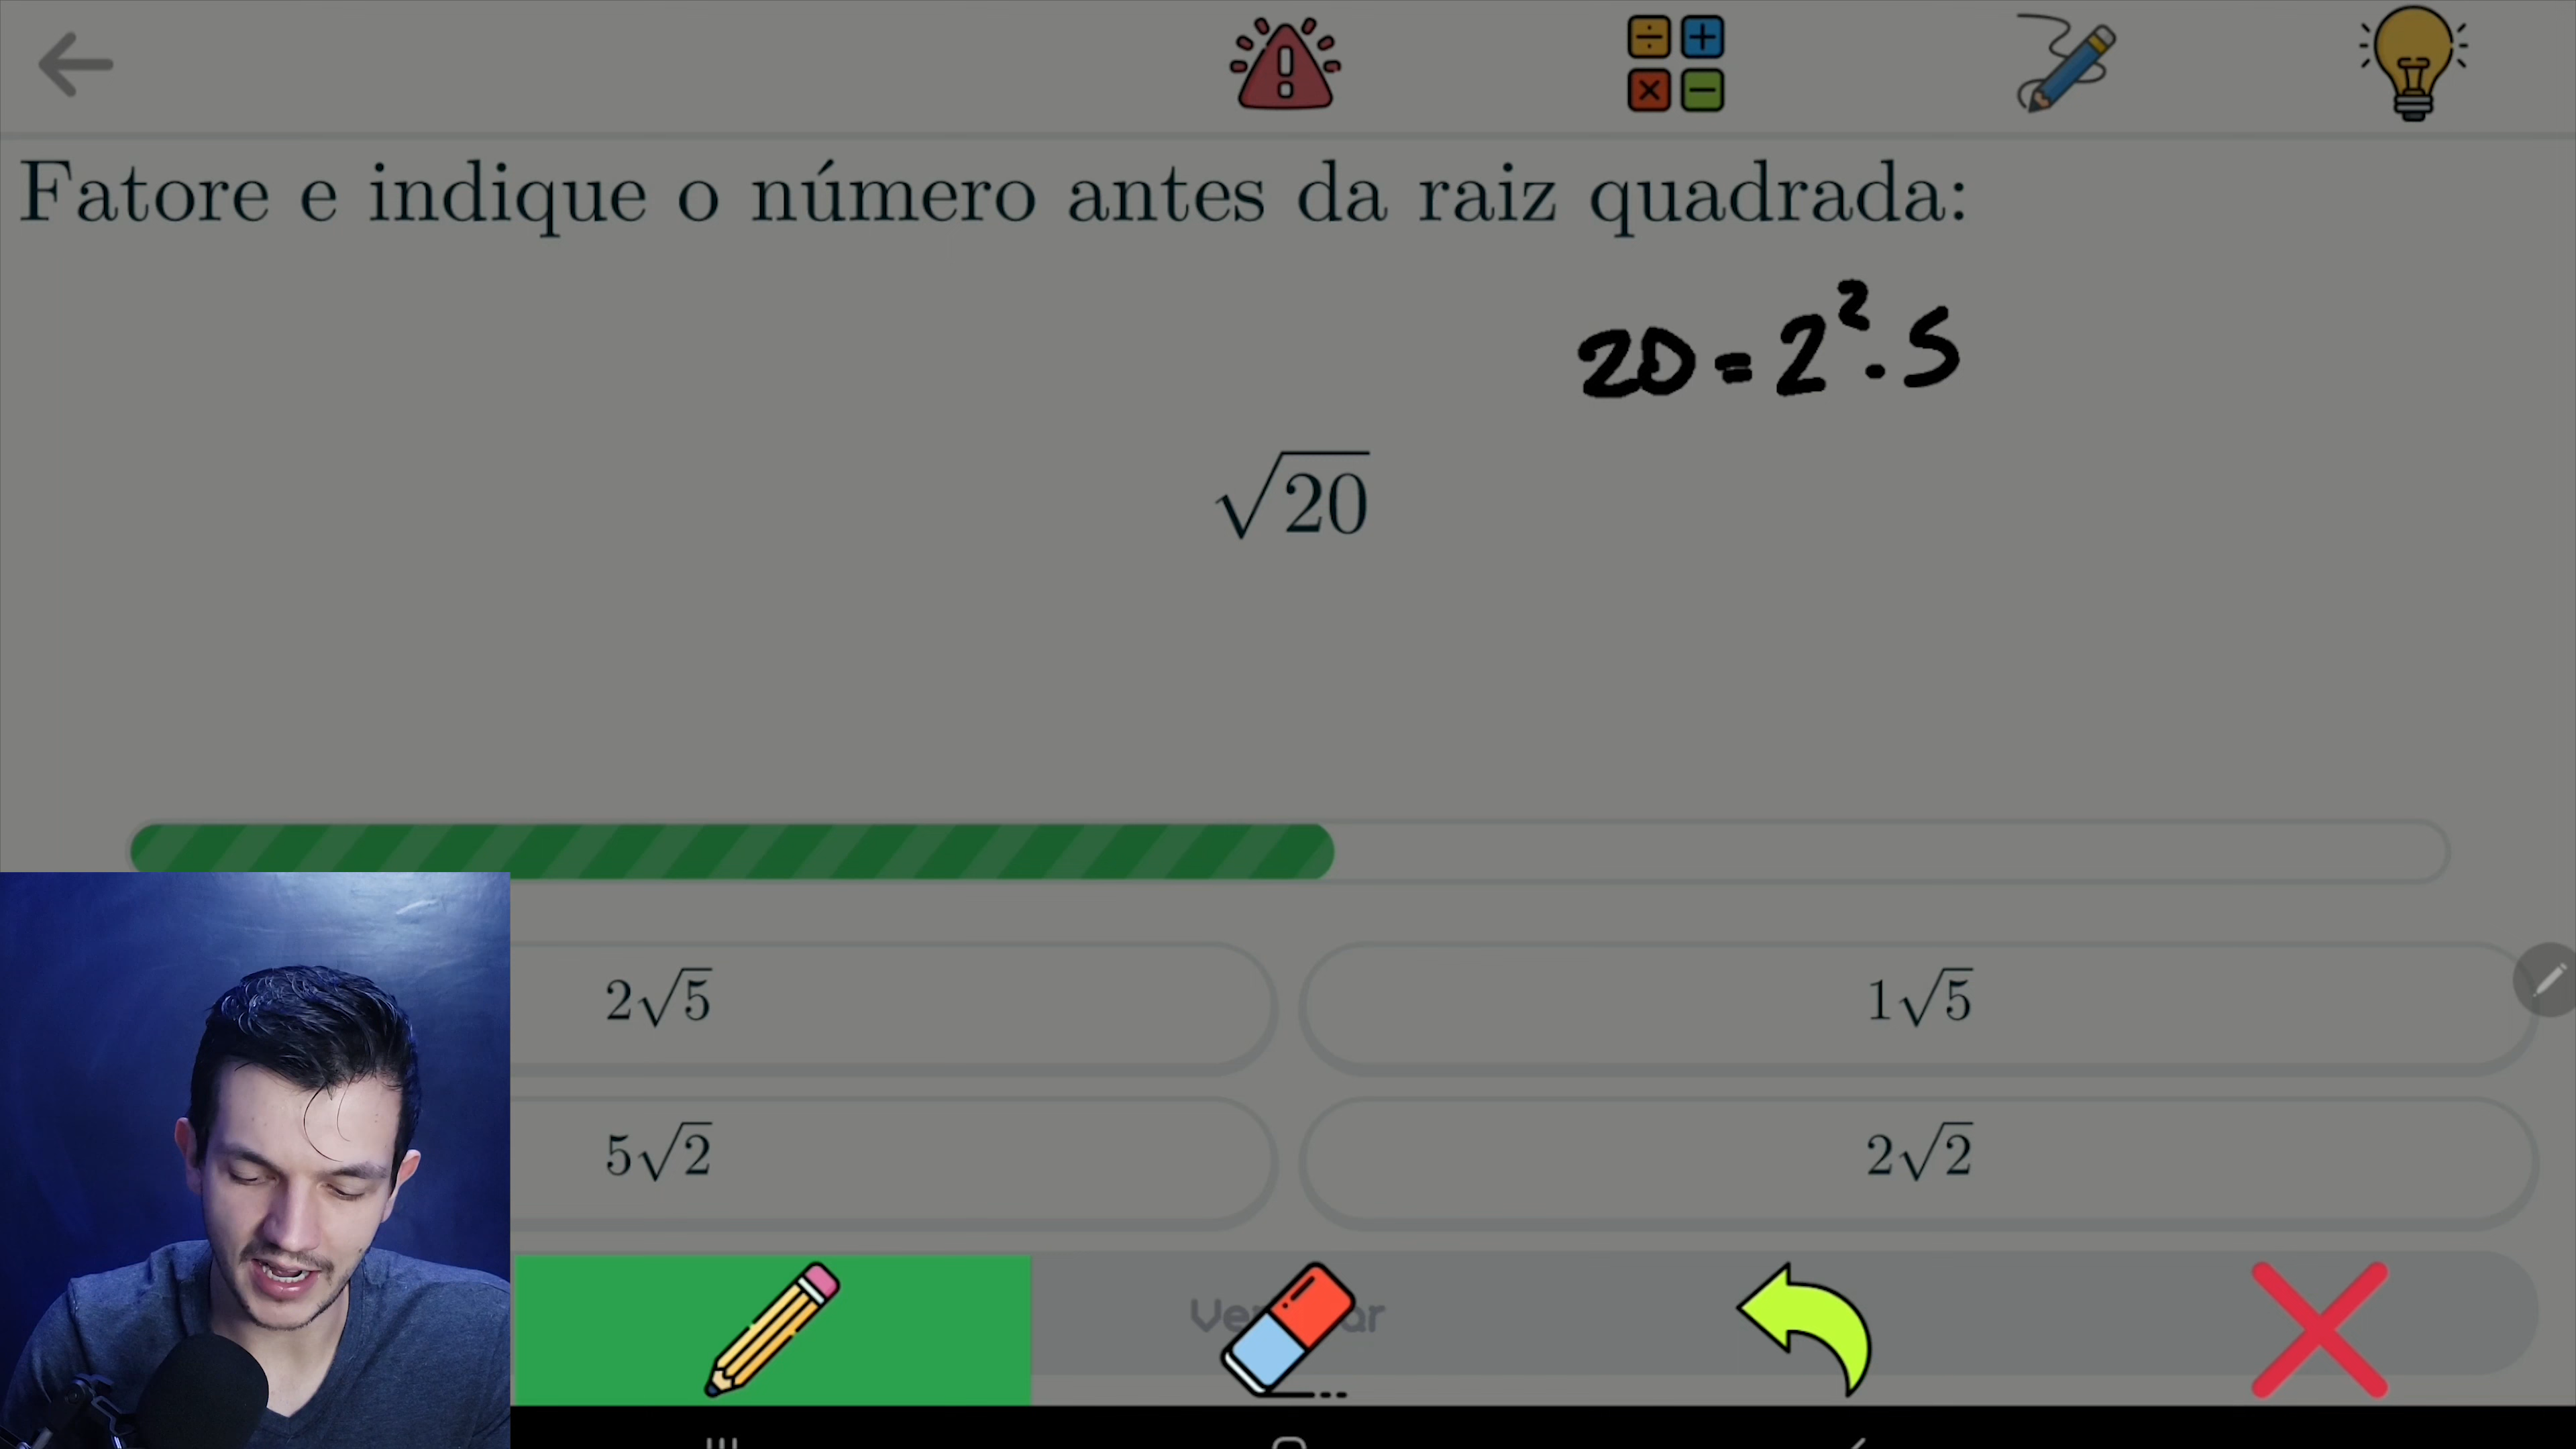 Fatore e indique o número antes da raiz quadrada:
20 = 2² . 5
√20
2√5
1√5
5√2
2√2